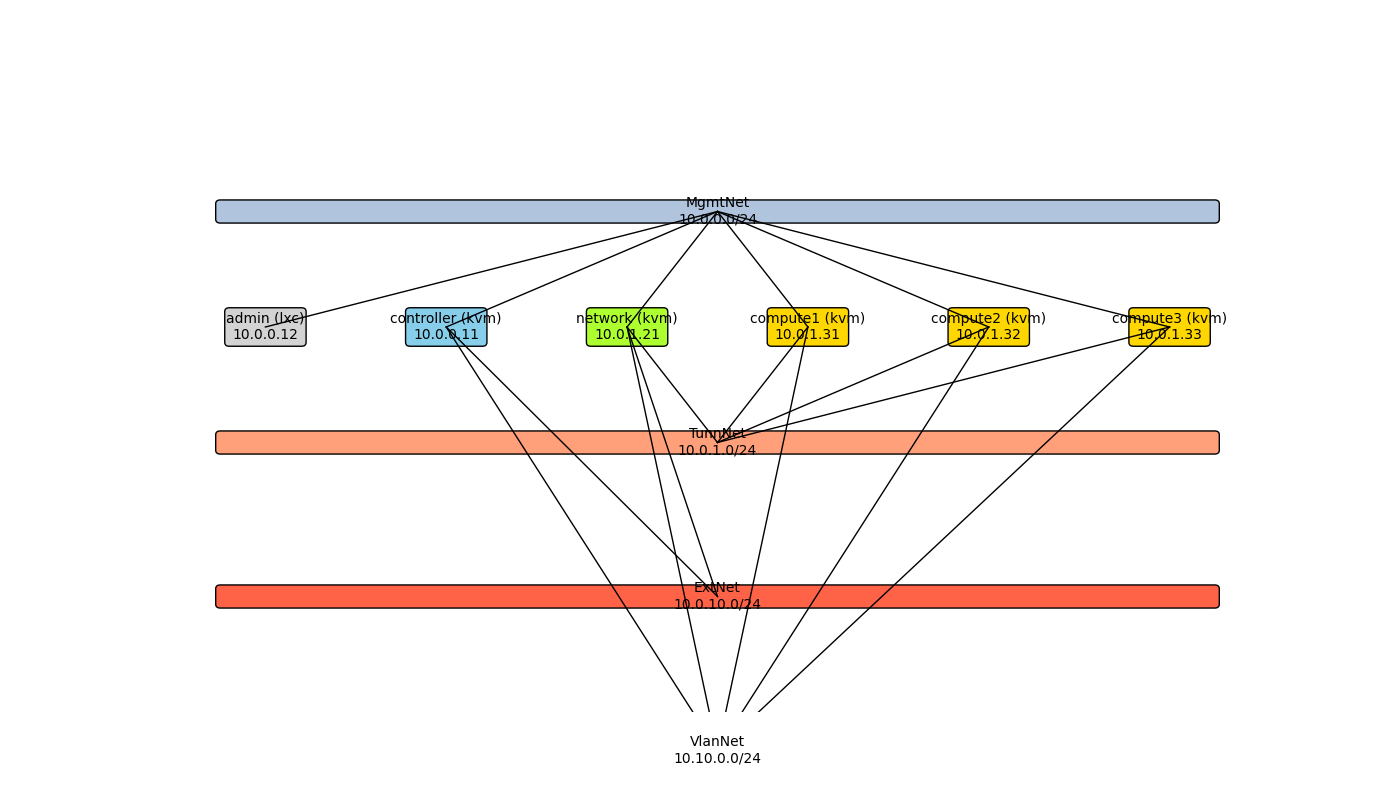 MgmtNet
10.0.0.0/24
admin (lxc)
10.0.0.12
controller (kvm)
10.0.0.11
network (kvm)
10.0.1.21
compute1 (kvm)
10.0.1.31
compute2 (kvm)
10.0.1.32
compute3 (kvm)
10.0.1.33
TunnNet
10.0.1.0/24
ExtNet
10.0.10.0/24
VlanNet
10.10.0.0/24